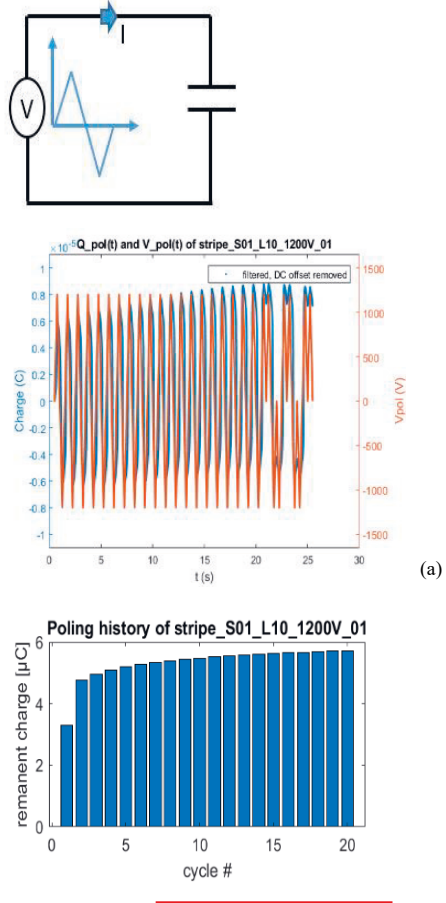 I
V
×10⁻⁵Q_pol(t) and V_pol(t) of stripe_S01_L10_1200V_01
filtered, DC offset removed
1
0.8
0.6
0.4
0.2
0
-0.2
-0.4
-0.6
-0.8
-1
Charge (C)
1500
1000
500
0
-500
-1000
-1500
Vpol (V)
0 5 10 15 20 25 30
t (s)
(a)
Poling history of stripe_S01_L10_1200V_01
6
4
2
0
remanent charge [µC]
0 5 10 15 20
cycle #